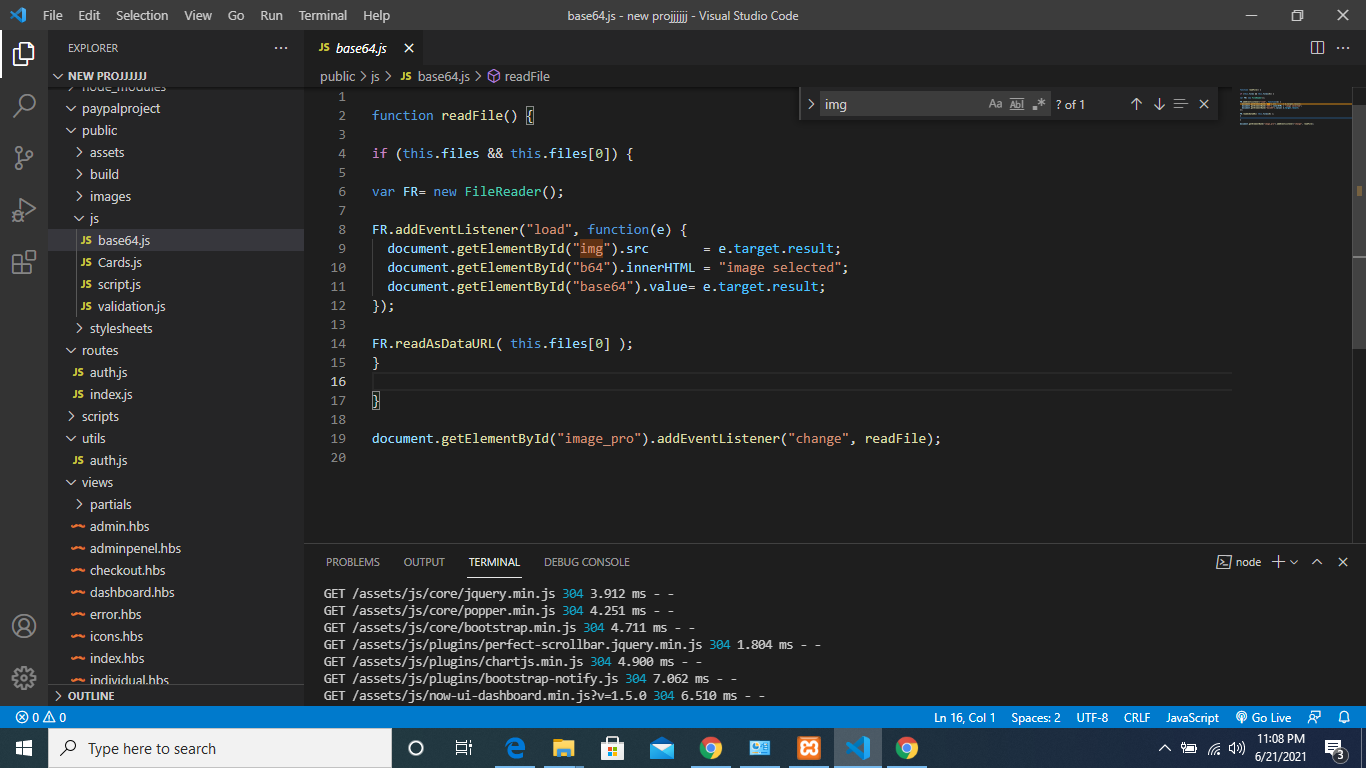 File Edit Selection View Go Run Terminal Help
base64.js - new projjjjjj - Visual Studio Code
EXPLORER
NEW PROJJJJJJ
node_modules
paypalproject
public
assets
build
images
js
JS base64.js
JS Cards.js
JS script.js
JS validation.js
stylesheets
routes
JS auth.js
JS index.js
scripts
utils
JS auth.js
views
partials
admin.hbs
adminpenel.hbs
checkout.hbs
dashboard.hbs
error.hbs
icons.hbs
index.hbs
individual.hbs
OUTLINE
JS base64.js
public > js > JS base64.js > readFile
img Aa Abl .* ? of 1
1
2 function readFile() {
3
4 if (this.files && this.files[0]) {
5
6 var FR= new FileReader();
7
8 FR.addEventListener("load", function(e) {
9 document.getElementById("img").src       = e.target.result;
10 document.getElementById("b64").innerHTML = "image selected";
11 document.getElementById("base64").value= e.target.result;
12 });
13
14 FR.readAsDataURL( this.files[0] );
15 }
16
17 }
18
19 document.getElementById("image_pro").addEventListener("change", readFile);
20
PROBLEMS OUTPUT TERMINAL DEBUG CONSOLE
node
GET /assets/js/core/jquery.min.js 304 3.912 ms - -
GET /assets/js/core/popper.min.js 304 4.251 ms - -
GET /assets/js/core/bootstrap.min.js 304 4.711 ms - -
GET /assets/js/plugins/perfect-scrollbar.jquery.min.js 304 1.804 ms - -
GET /assets/js/plugins/chartjs.min.js 304 4.900 ms - -
GET /assets/js/plugins/bootstrap-notify.js 304 7.062 ms - -
GET /assets/js/now-ui-dashboard.min.js?v=1.5.0 304 6.510 ms - -
0 0
Ln 16, Col 1 Spaces: 2 UTF-8 CRLF JavaScript Go Live
Type here to search
11:08 PM
6/21/2021
3